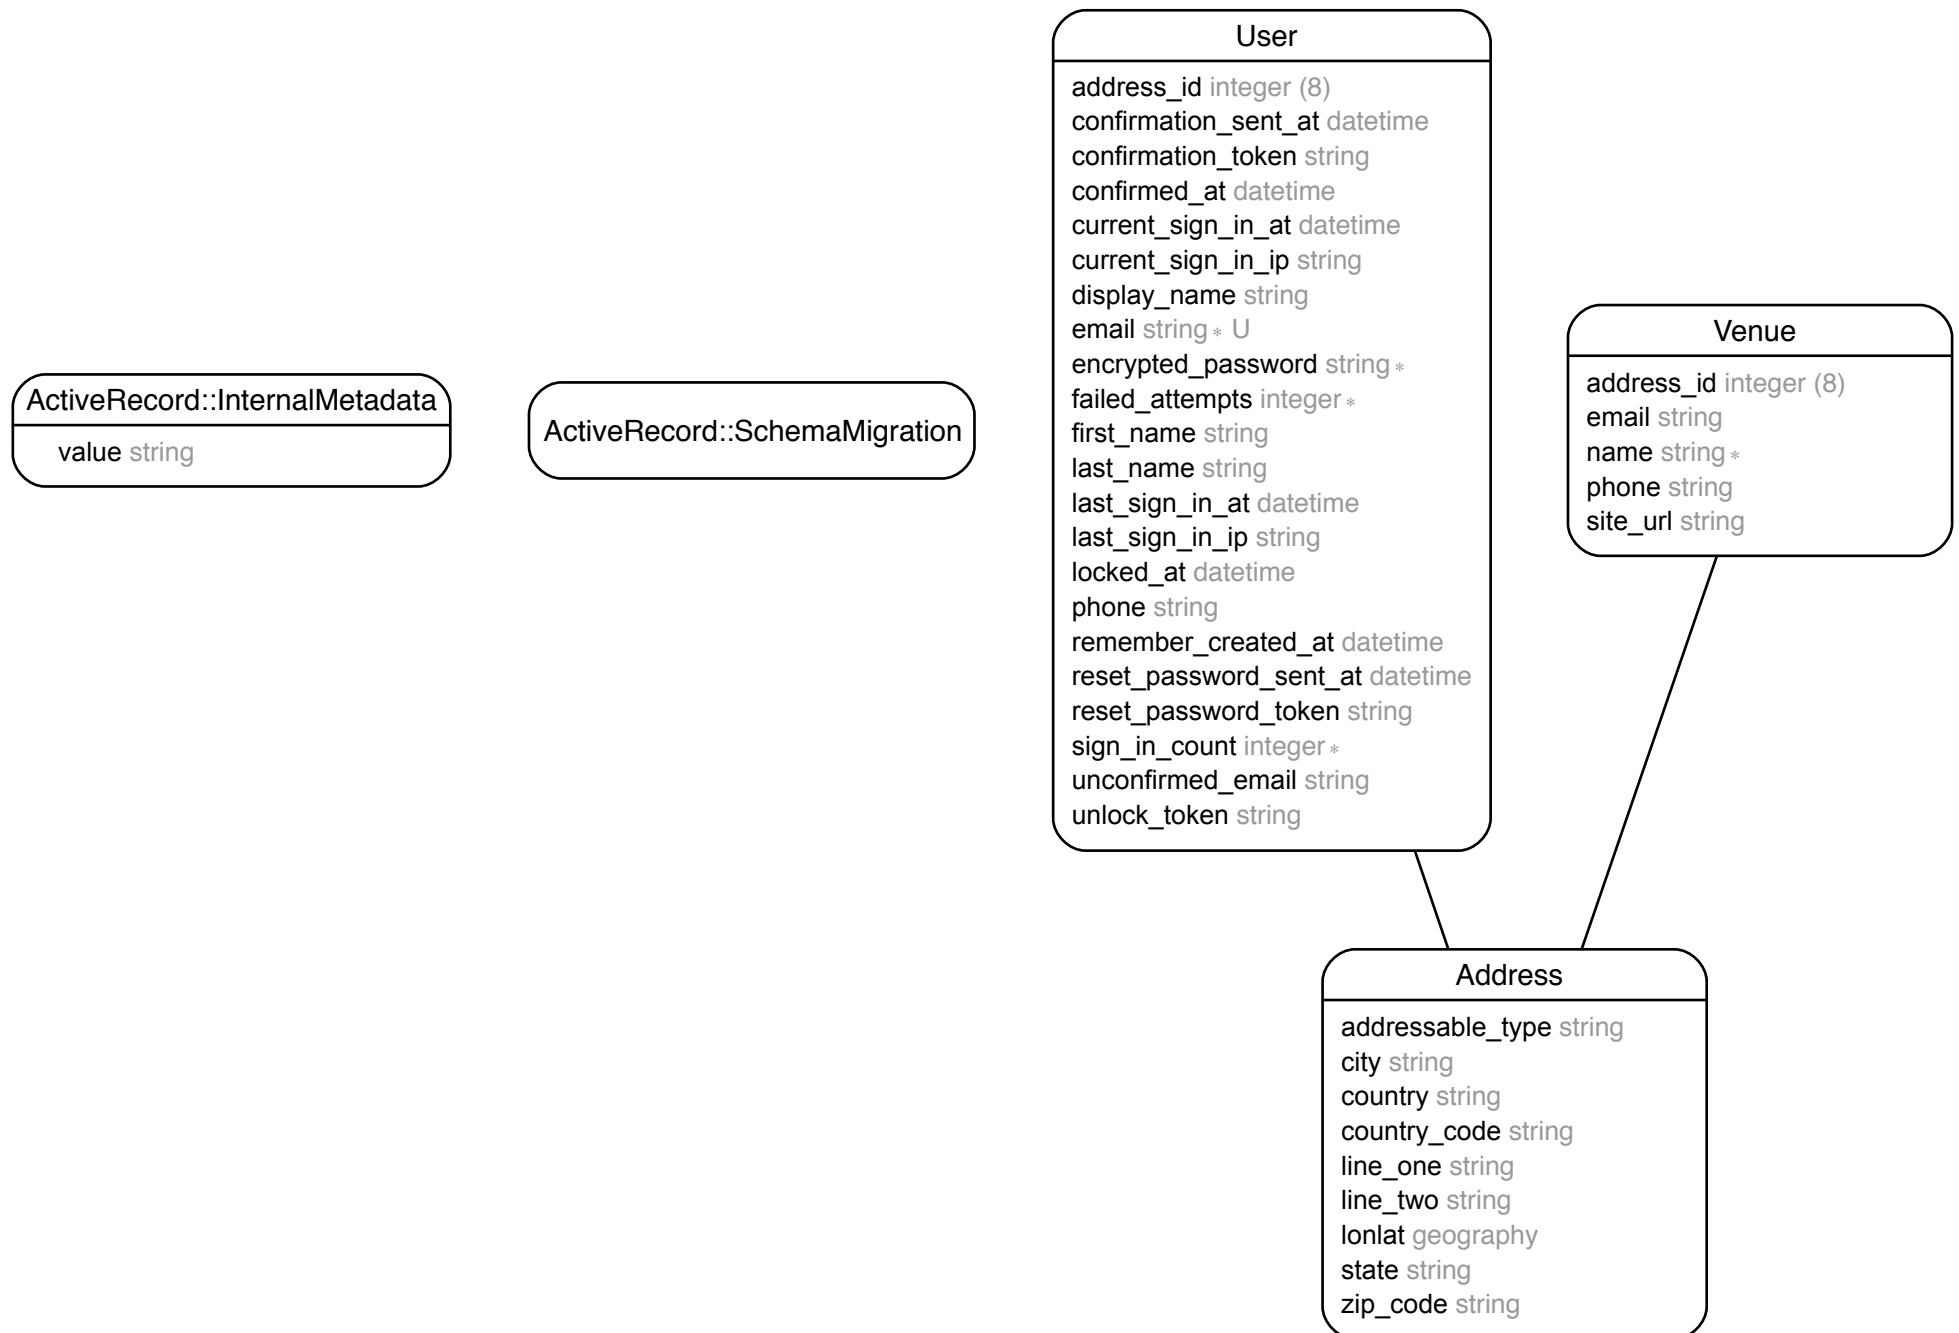 ActiveRecord::InternalMetadata
value string
ActiveRecord::SchemaMigration
User
address_id integer (8)
confirmation_sent_at datetime
confirmation_token string
confirmed_at datetime
current_sign_in_at datetime
current_sign_in_ip string
display_name string
email string ∗ U
encrypted_password string ∗
failed_attempts integer ∗
first_name string
last_name string
last_sign_in_at datetime
last_sign_in_ip string
locked_at datetime
phone string
remember_created_at datetime
reset_password_sent_at datetime
reset_password_token string
sign_in_count integer ∗
unconfirmed_email string
unlock_token string
Venue
address_id integer (8)
email string
name string ∗
phone string
site_url string
Address
addressable_type string
city string
country string
country_code string
line_one string
line_two string
lonlat geography
state string
zip_code string